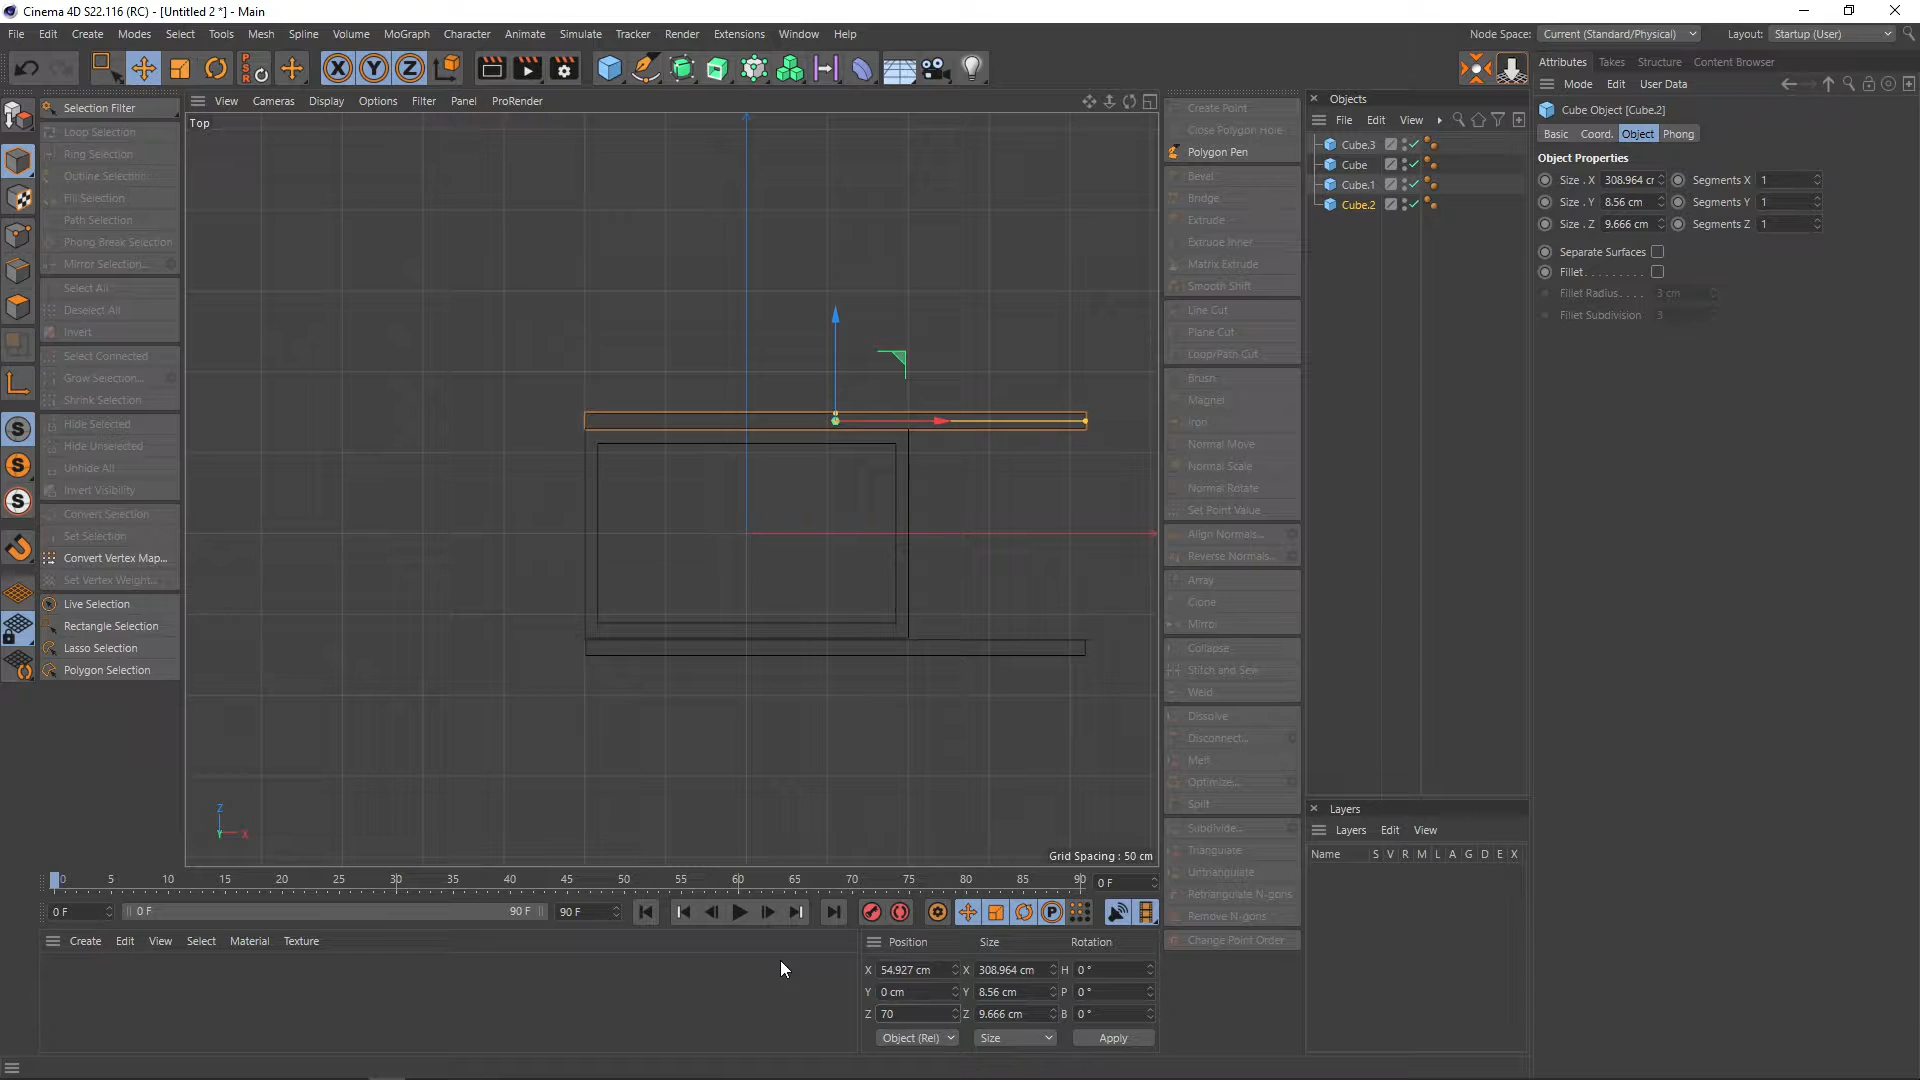 Cinema 4D S22.116 (RC) - [Untitled 2 *] - Main
File Edit Create Modes Select Tools Mesh Spline Volume MoGraph Character Animate Simulate Tracker Render Extensions Window Help
Node Space: Current (Standard/Physical) Layout: Startup (User)
Attributes Takes Structure Content Browser
Mode Edit User Data
Cube Object [Cube.2]
Basic Coord. Object Phong
Object Properties
Size . X 308.964 cr Segments X 1
Size . Y 8.56 cm Segments Y 1
Size . Z 9.666 cm Segments Z 1
Separate Surfaces
Fillet. . . . . . . . .
Fillet Radius. . . . 3 cm
Fillet Subdivision 3
Selection Filter
Loop Selection
Ring Selection
Outline Selection
Fill Selection
Path Selection
Phong Break Selection
Mirror Selection...
Select All
Deselect All
Invert
Select Connected
Grow Selection...
Shrink Selection
Hide Selected
Hide Unselected
Unhide All
Invert Visibility
Convert Selection
Set Selection
Convert Vertex Map...
Set Vertex Weight...
Live Selection
Rectangle Selection
Lasso Selection
Polygon Selection
View Cameras Display Options Filter Panel ProRender
Top
Z
Y X
Grid Spacing : 50 cm
Create Point
Close Polygon Hole
Polygon Pen
Bevel
Bridge
Extrude
Extrude Inner
Matrix Extrude
Smooth Shift
Line Cut
Plane Cut
Loop/Path Cut
Brush
Magnet
Iron
Normal Move
Normal Scale
Normal Rotate
Set Point Value
Align Normals...
Reverse Normals...
Array
Clone
Mirror
Collapse
Stitch and Sew
Weld
Dissolve
Disconnect...
Melt
Optimize...
Split
Subdivide...
Triangulate
Untriangulate
Retriangulate N-gons
Remove N-gons
Change Point Order
Objects
File Edit View
Cube.3
Cube
Cube.1
Cube.2
Layers
Layers Edit View
Name S V R M L A G D E X
0 5 10 15 20 25 30 35 40 45 50 55 60 65 70 75 80 85 90 0 F
0 F 0 F 90 F 90 F
Create Edit View Select Material Texture
Position Size Rotation
X 54.927 cm X 308.964 cm H 0 °
Y 0 cm Y 8.56 cm P 0 °
Z 70 Z 9.666 cm B 0 °
Object (Rel) Size Apply